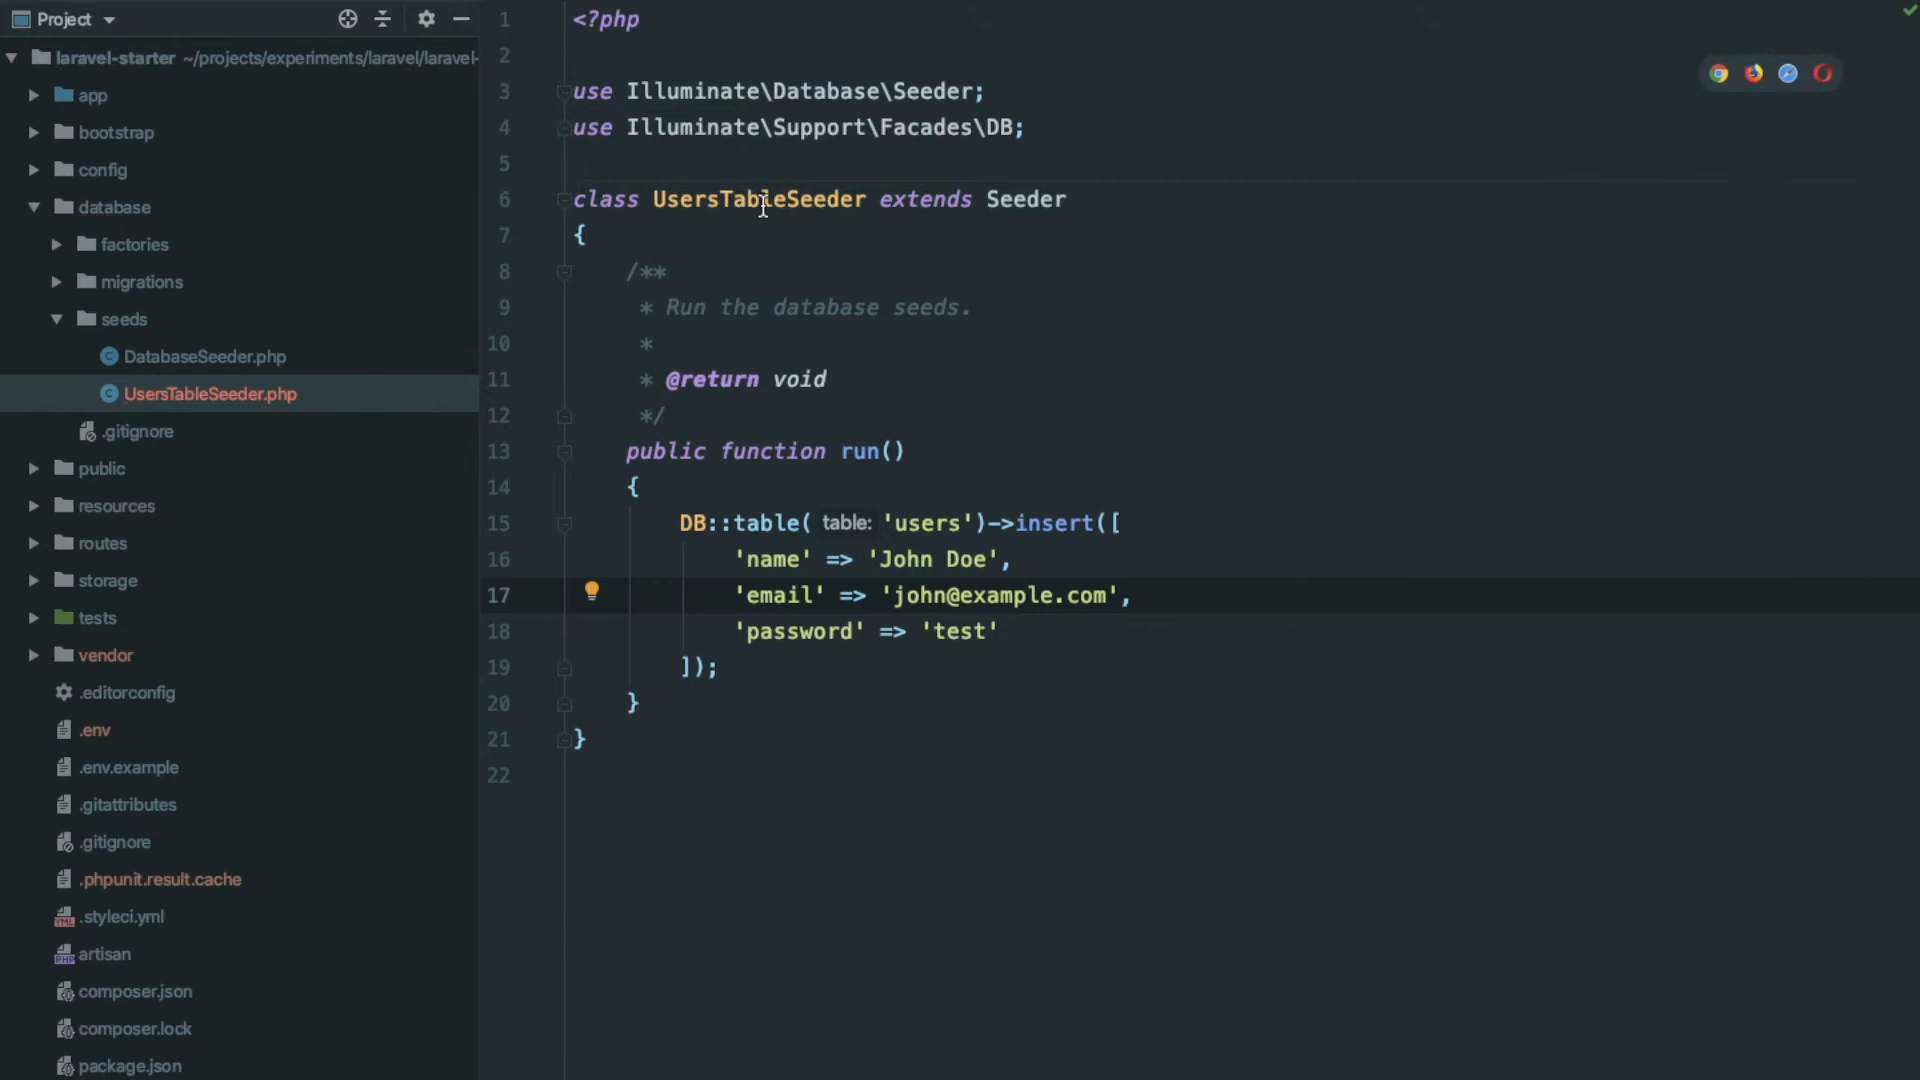 Project
laravel-starter ~/projects/experiments/laravel/laravel-
app
bootstrap
config
database
factories
migrations
seeds
DatabaseSeeder.php
UsersTableSeeder.php
.gitignore
public
resources
routes
storage
tests
vendor
.editorconfig
.env
.env.example
.gitattributes
.gitignore
.phpunit.result.cache
.styleci.yml
artisan
composer.json
composer.lock
package.json
1 <?php
2
3 use Illuminate\Database\Seeder;
4 use Illuminate\Support\Facades\DB;
5
6 class UsersTableSeeder extends Seeder
7 {
8 /**
9 * Run the database seeds.
10 *
11 * @return void
12 */
13 public function run()
14 {
15 DB::table( table: 'users')->insert([
16 'name' => 'John Doe',
17 'email' => 'john@example.com',
18 'password' => 'test'
19 ]);
20 }
21 }
22